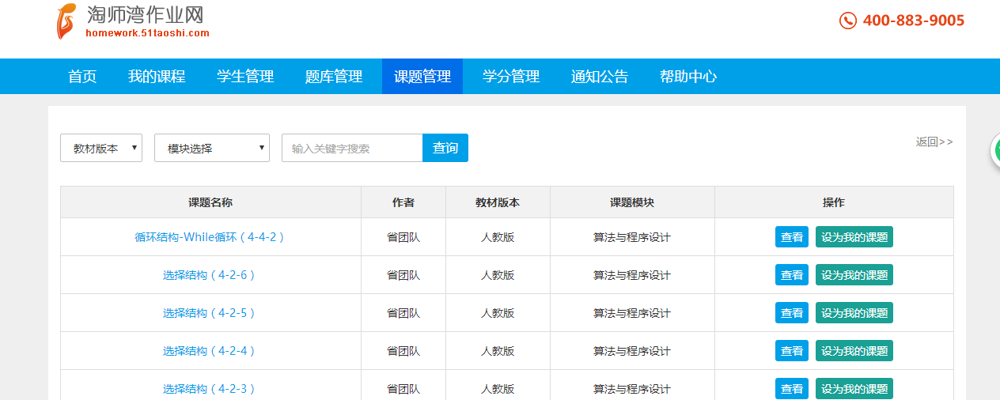 淘师湾作业网
homework.51taoshi.com
400-883-9005
首页 我的课程 学生管理 题库管理 课题管理 学分管理 通知公告 帮助中心
教材版本 模块选择 输入关键字搜索 查询 返回>>
课题名称 作者 教材版本 课题模块 操作
循环结构-While循环（4-4-2） 省团队 人教版 算法与程序设计 查看 设为我的课题
选择结构（4-2-6） 省团队 人教版 算法与程序设计 查看 设为我的课题
选择结构（4-2-5） 省团队 人教版 算法与程序设计 查看 设为我的课题
选择结构（4-2-4） 省团队 人教版 算法与程序设计 查看 设为我的课题
选择结构（4-2-3） 省团队 人教版 算法与程序设计 查看 设为我的课题